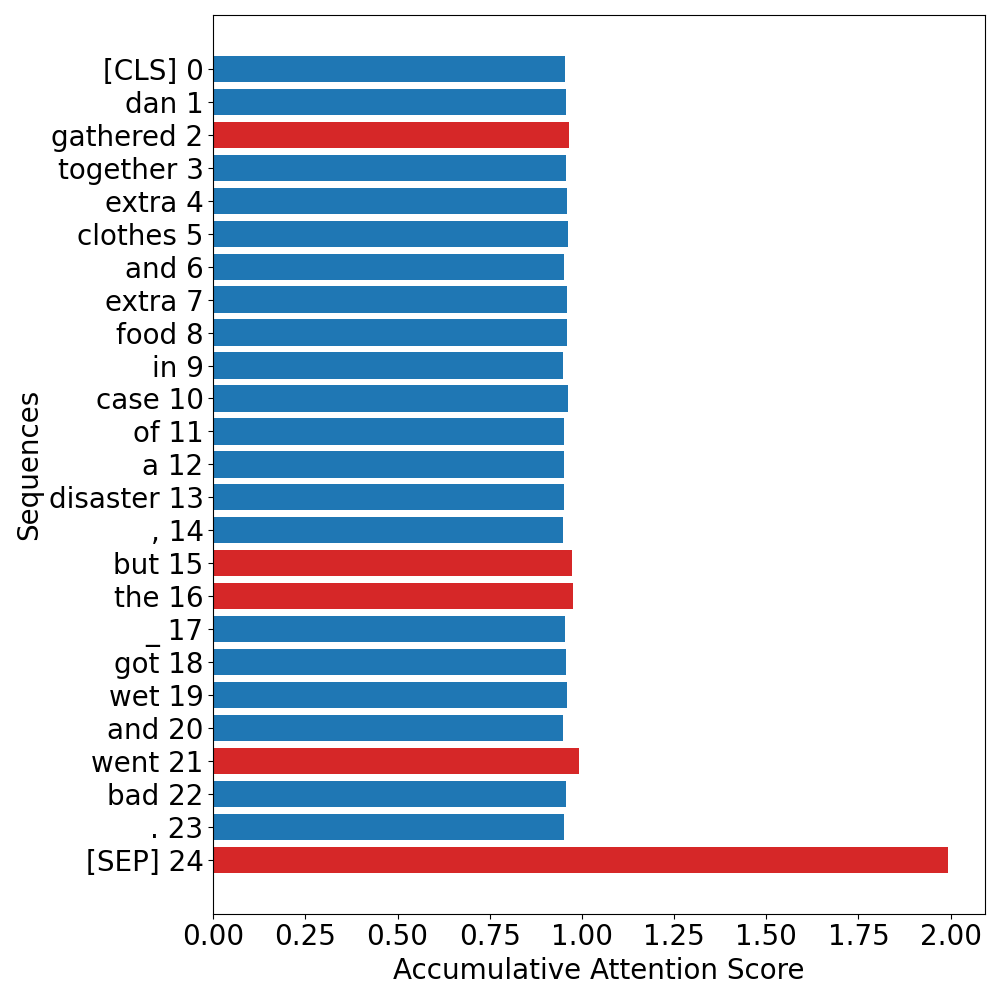 [CLS] 0
dan 1
gathered 2
together 3
extra 4
clothes 5
and 6
extra 7
food 8
in 9
case 10
of 11
a 12
disaster 13
, 14
but 15
the 16
_ 17
got 18
wet 19
and 20
went 21
bad 22
. 23
[SEP] 24
Sequences
0.00 0.25 0.50 0.75 1.00 1.25 1.50 1.75 2.00
Accumulative Attention Score